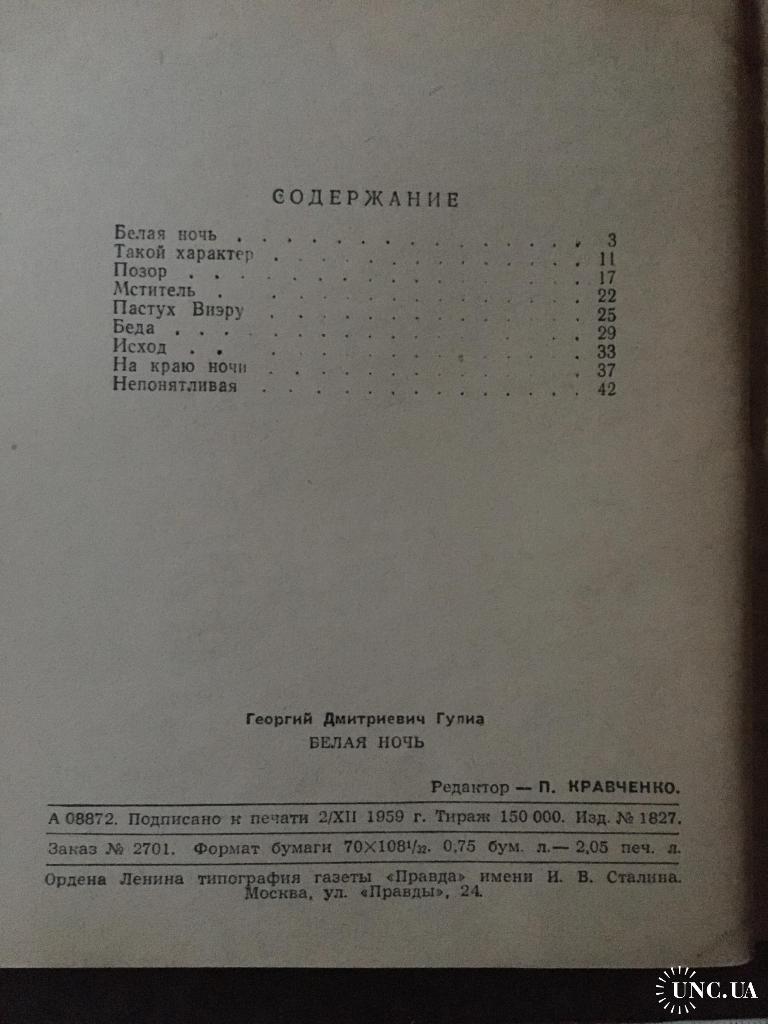 СОДЕРЖАНИЕ
Белая ночь . . . . . . . . . . . . . . 3
Такой характер . . . . . . . . . . . . . 11
Позор . . . . . . . . . . . . . . . . 17
Мститель . . . . . . . . . . . . . . 22
Пастух Виэру . . . . . . . . . . . . . 25
Беда . . . . . . . . . . . . . . . . 29
Исход . . . . . . . . . . . . . . . 33
На краю ночи . . . . . . . . . . . . . 37
Непонятливая . . . . . . . . . . . . . 42
Георгий Дмитриевич Гулиа
БЕЛАЯ НОЧЬ
Редактор — П. КРАВЧЕНКО.
А 08872. Подписано к печати 2/XII 1959 г. Тираж 150 000. Изд. № 1827.
Заказ № 2701. Формат бумаги 70×108¹/₃₂. 0,75 бум. л.— 2,05 печ. л.
Ордена Ленина типография газеты «Правда» имени И. В. Сталина.
Москва, ул. «Правды», 24.
UNC.UA